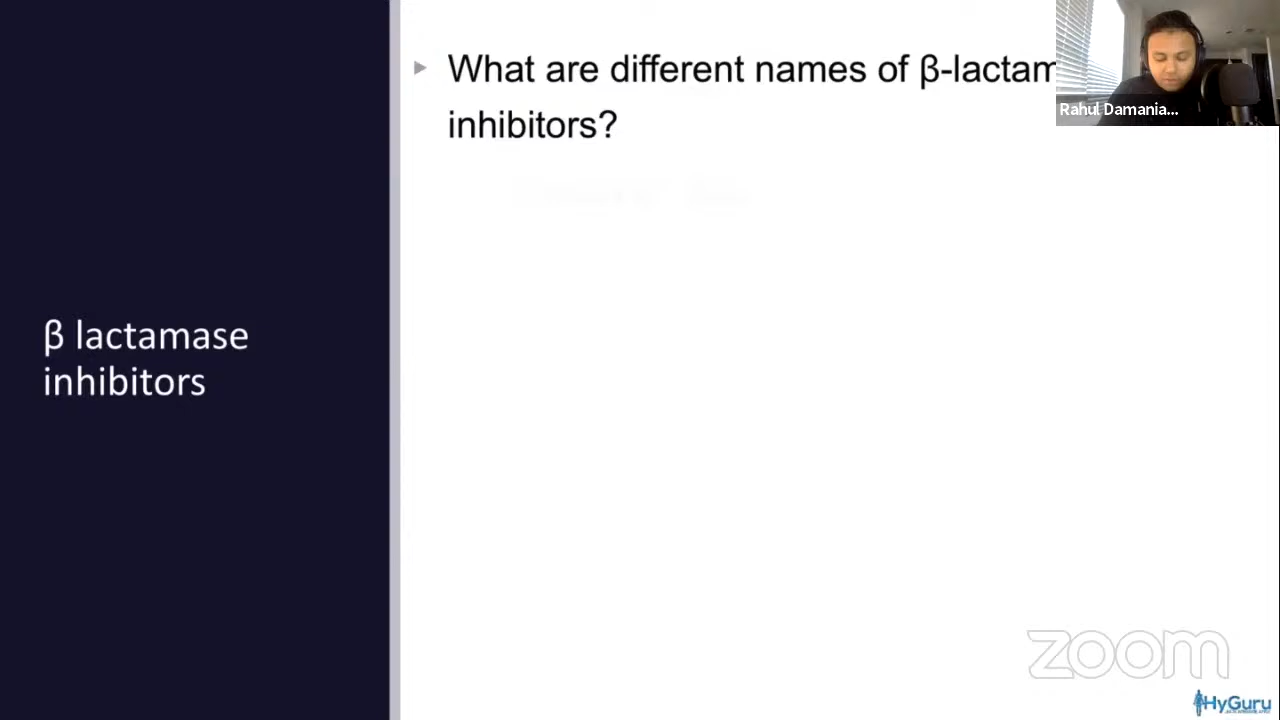 What are different names of β-lactam
inhibitors?
Rahul Damania...
β lactamase
inhibitors
zoom
HyGuru